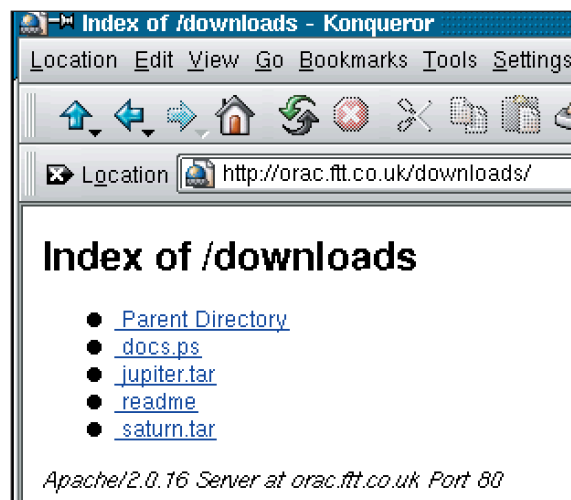 Index of /downloads - Konqueror
Location Edit View Go Bookmarks Tools Settings
Location http://orac.ftt.co.uk/downloads/
Index of /downloads
Parent Directory
docs.ps
jupiter.tar
readme
saturn.tar
Apache/2.0.16 Server at orac.ftt.co.uk Port 80